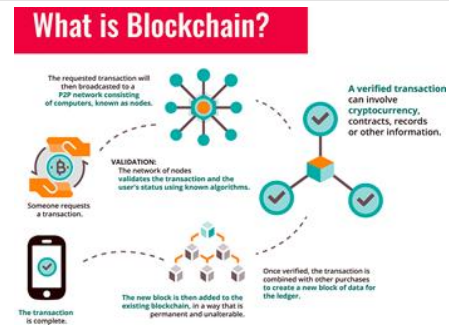 What is Blockchain?
The requested transaction will
then broadcasted to a
P2P network consisting
of computers, known as nodes.
A verified transaction
can involve
cryptocurrency,
contracts, records
or other information.
VALIDATION:
The network of nodes
validates the transaction and the
user's status using known algorithms.
Someone requests
a transaction.
Once verified, the transaction is
combined with other purchases
to create a new block of data for
the ledger.
The new block is then added to the
existing blockchain, in a way that is
permanent and unalterable.
The transaction
is complete.